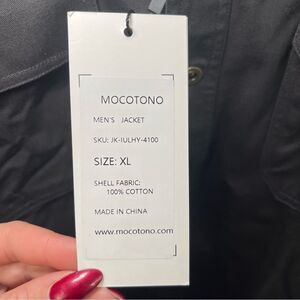 MOCOTONO
MEN'S JACKET
SKU: JK-IULHY-4100
SIZE: XL
SHELL FABRIC:
100% COTTON
MADE IN CHINA
www.mocotono.com